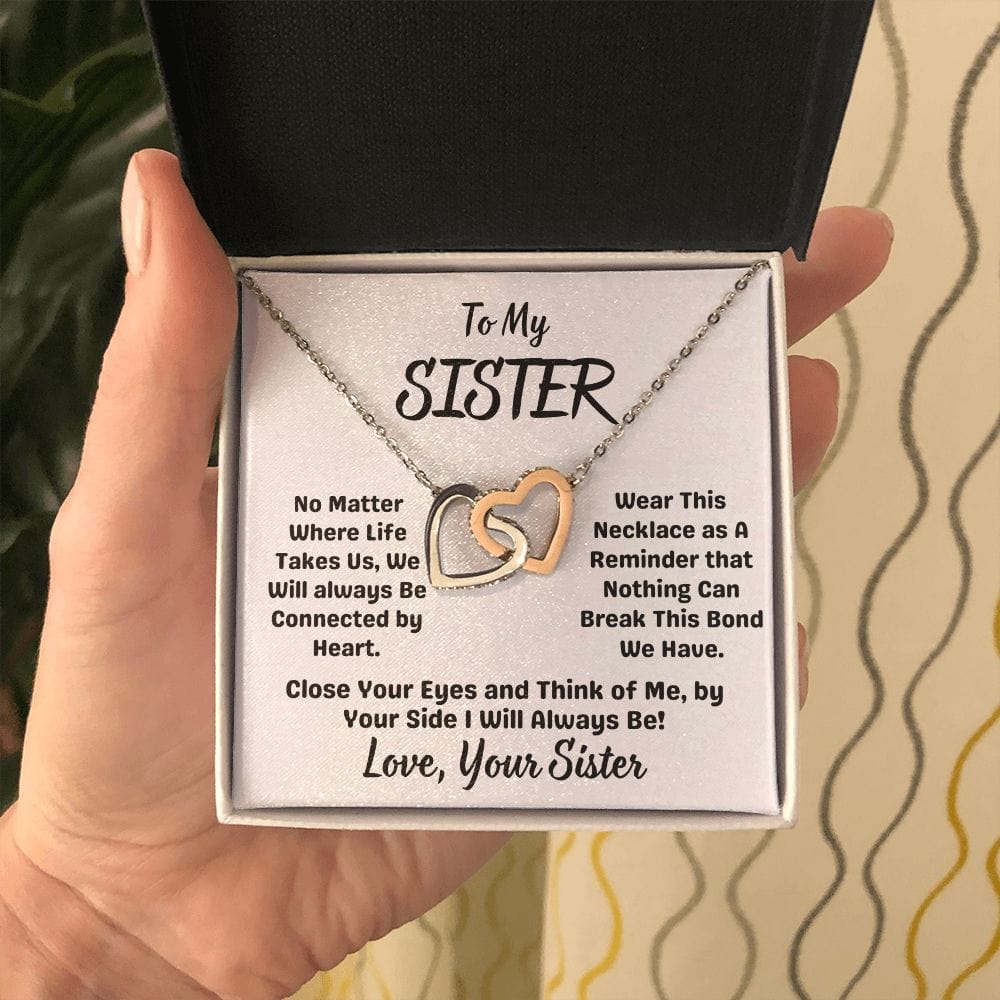 To My
SISTER
No Matter
Where Life
Takes Us, We
Will always Be
Connected by
Heart.
Wear This
Necklace as A
Reminder that
Nothing Can
Break This Bond
We Have.
Close Your Eyes and Think of Me, by
Your Side I Will Always Be!
Love, Your Sister